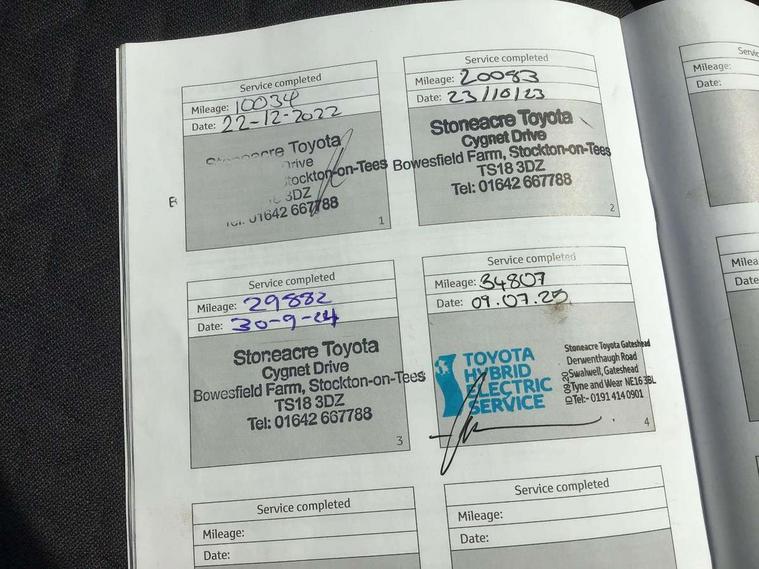 Service completed
Mileage: 10034
Date: 22-12-2022
Stoneacre Toyota
Drive
Stockton-on-Tees
3DZ
Tel: 01642 667788
1
Service completed
Mileage: 20083
Date: 23/10/23
Stoneacre Toyota
Cygnet Drive
Bowesfield Farm, Stockton-on-Tees
TS18 3DZ
Tel: 01642 667788
2
Service completed
Mileage: 29882
Date: 30-9-24
Stoneacre Toyota
Cygnet Drive
Bowesfield Farm, Stockton-on-Tees
TS18 3DZ
Tel: 01642 667788
3
Service completed
Mileage: 34807
Date: 09.07.25
TOYOTA
HYBRID
ELECTRIC
SERVICE
Stoneacre Toyota Gateshead
Derwenthaugh Road
Swalwell, Gateshead
Tyne and Wear NE16 3BL
Tel:- 0191 414 0901
4
Service completed
Mileage:
Date:
Service completed
Mileage:
Date:
Mileage:
Date: